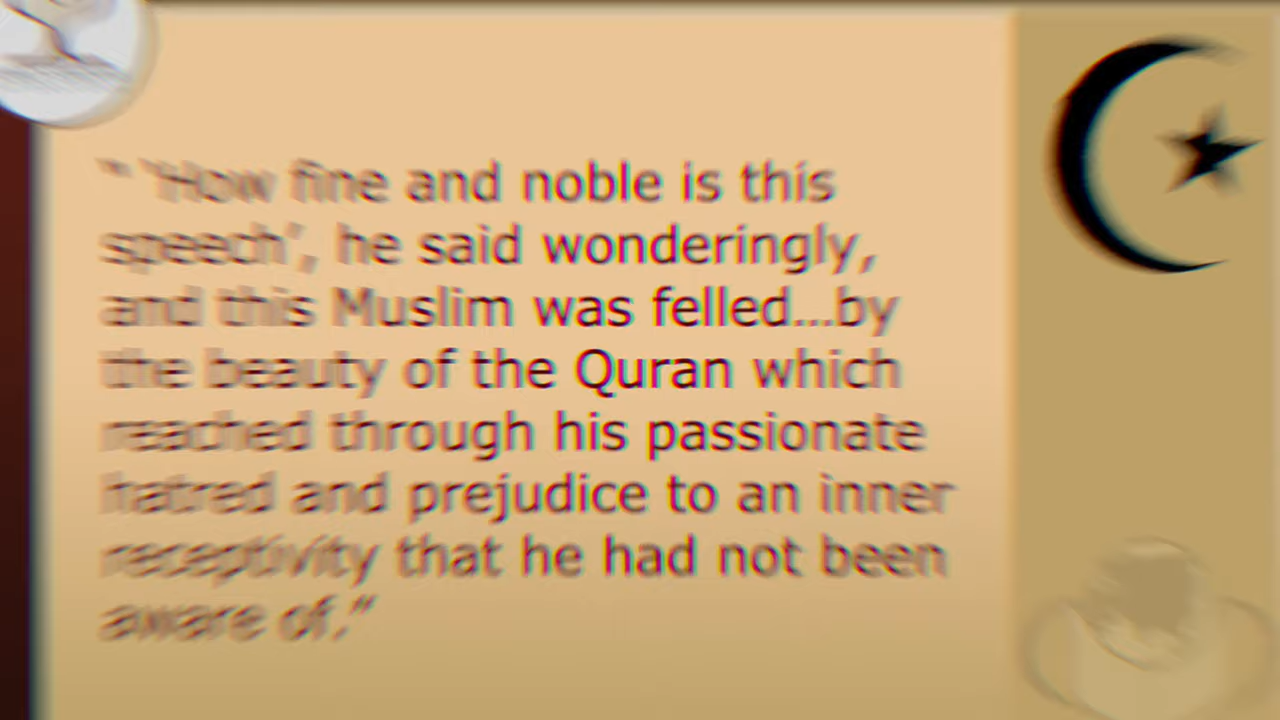 " 'How fine and noble is this
speech', he said wonderingly,
and this Muslim was felled...by
the beauty of the Quran which
reached through his passionate
hatred and prejudice to an inner
receptivity that he had not been
aware of."